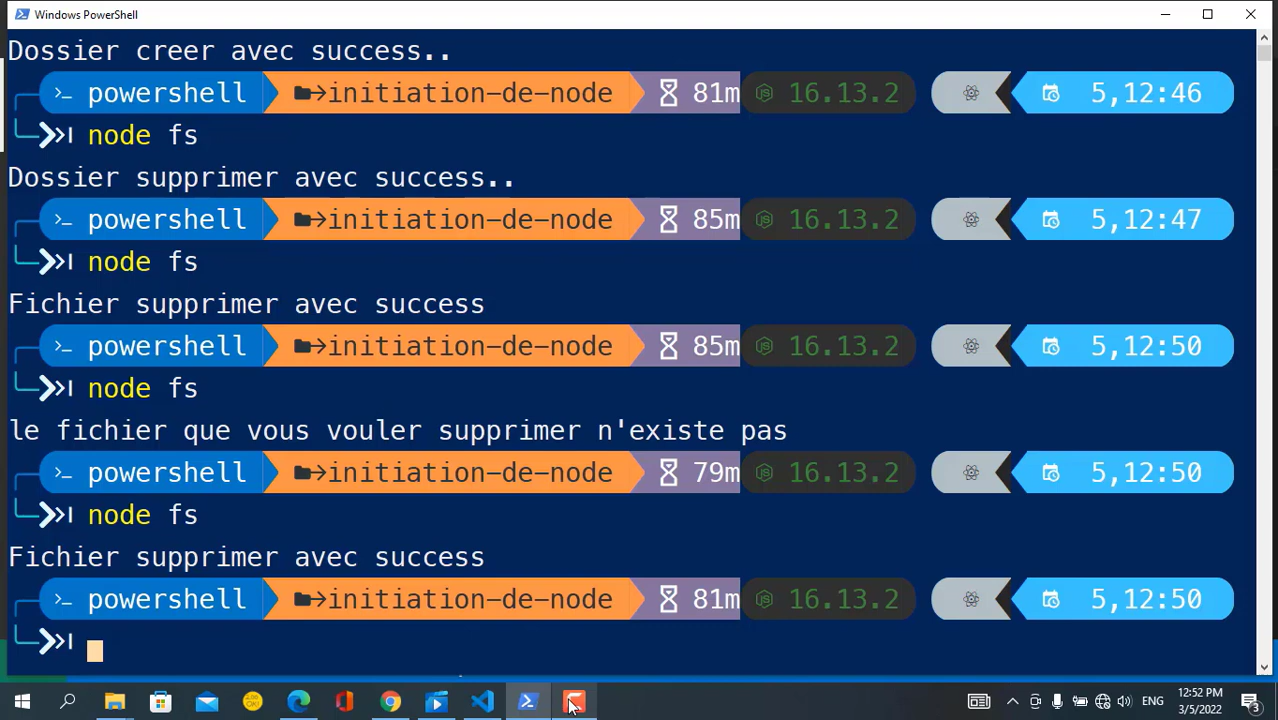 Windows PowerShell
Dossier creer avec success..
powershell initiation-de-node 81m 16.13.2 5,12:46
node fs
Dossier supprimer avec success..
powershell initiation-de-node 85m 16.13.2 5,12:47
node fs
Fichier supprimer avec success
powershell initiation-de-node 85m 16.13.2 5,12:50
node fs
le fichier que vous vouler supprimer n'existe pas
powershell initiation-de-node 79m 16.13.2 5,12:50
node fs
Fichier supprimer avec success
powershell initiation-de-node 81m 16.13.2 5,12:50
ENG
12:52 PM
3/5/2022
3